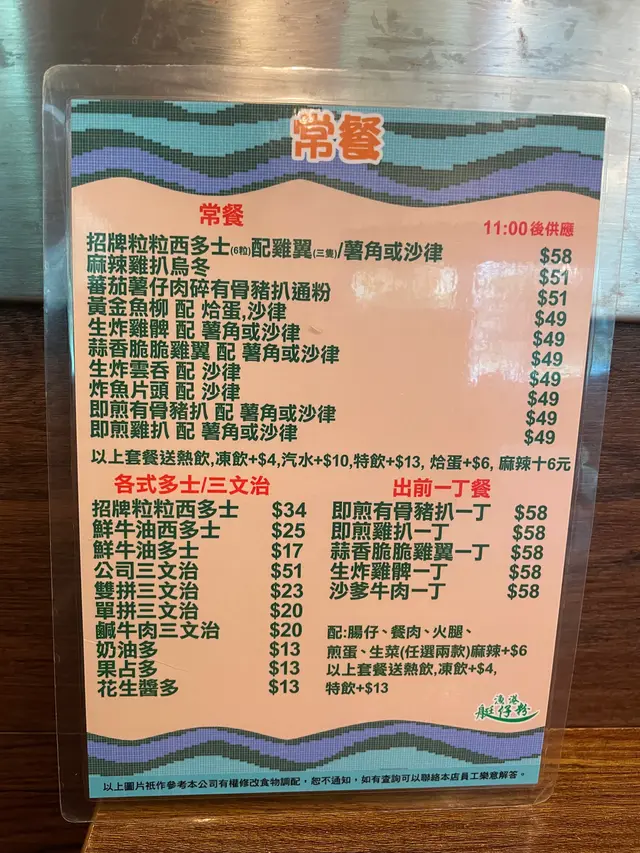 常餐
常餐
11:00後供應
招牌粒粒西多士(6粒)配雞翼(三隻)/薯角或沙律 $58
麻辣雞扒烏冬 $51
蕃茄薯仔肉碎有骨豬扒通粉 $51
黃金魚柳 配 烚蛋,沙律 $49
生炸雞髀 配 薯角或沙律 $49
蒜香脆脆雞翼 配 薯角或沙律 $49
生炸雲吞 配 沙律 $49
炸魚片頭 配 沙律 $49
即煎有骨豬扒 配 薯角或沙律 $49
即煎雞扒 配 薯角或沙律 $49
以上套餐送熱飲,凍飲+$4,汽水+$10,特飲+$13, 烚蛋+$6, 麻辣十6元
各式多士/三文治
招牌粒粒西多士 $34
鮮牛油西多士 $25
鮮牛油多士 $17
公司三文治 $51
雙拼三文治 $23
單拼三文治 $20
鹹牛肉三文治 $20
奶油多 $13
果占多 $13
花生醬多 $13
出前一丁餐
即煎有骨豬扒一丁 $58
即煎雞扒一丁 $58
蒜香脆脆雞翼一丁 $58
生炸雞髀一丁 $58
沙爹牛肉一丁 $58
配:腸仔、餐肉、火腿、
煎蛋、生菜(任選兩款)麻辣+$6
以上套餐送熱飲,凍飲+$4,
特飲+$13
漁港
艇仔粉
以上圖片祇作參考本公司有權修改食物調配，恕不通知，如有查詢可以聯絡本店員工樂意解答。